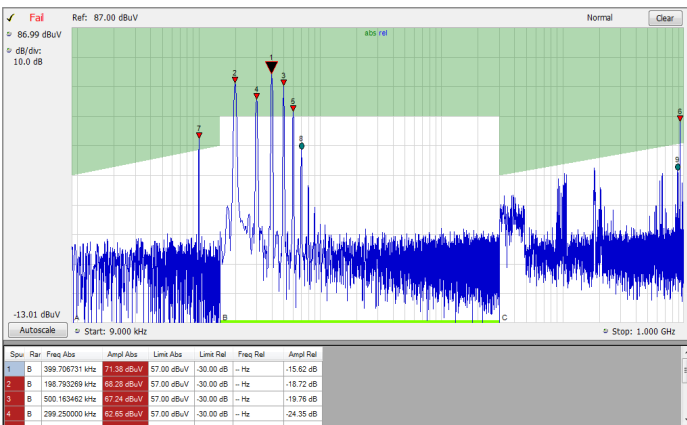 Fail Ref: 87.00 dBuV Normal Clear
86.99 dBuV abs rel
dB/div:
10.0 dB
1
2
3
4
5
6
7
8
9
-13.01 dBuV A B C
Autoscale Start: 9.000 kHz Stop: 1.000 GHz
Spu Rar Freq Abs Ampl Abs Limit Abs Limit Rel Freq Rel Ampl Rel
1 B 399.706731 kHz 71.38 dBuV 57.00 dBuV -30.00 dB -- Hz -15.62 dB
2 B 198.793269 kHz 68.28 dBuV 57.00 dBuV -30.00 dB -- Hz -18.72 dB
3 B 500.163462 kHz 67.24 dBuV 57.00 dBuV -30.00 dB -- Hz -19.76 dB
4 B 299.250000 kHz 62.65 dBuV 57.00 dBuV -30.00 dB -- Hz -24.35 dB